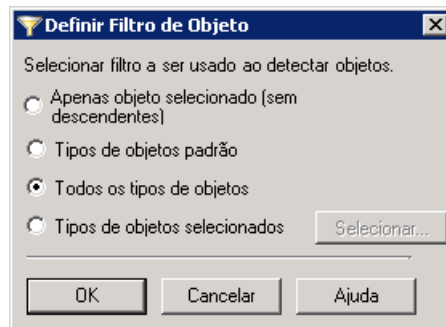 Definir Filtro de Objeto
Selecionar filtro a ser usado ao detectar objetos.
Apenas objeto selecionado (sem
descendentes)
Tipos de objetos padrão
Todos os tipos de objetos
Tipos de objetos selecionados Selecionar...
OK Cancelar Ajuda